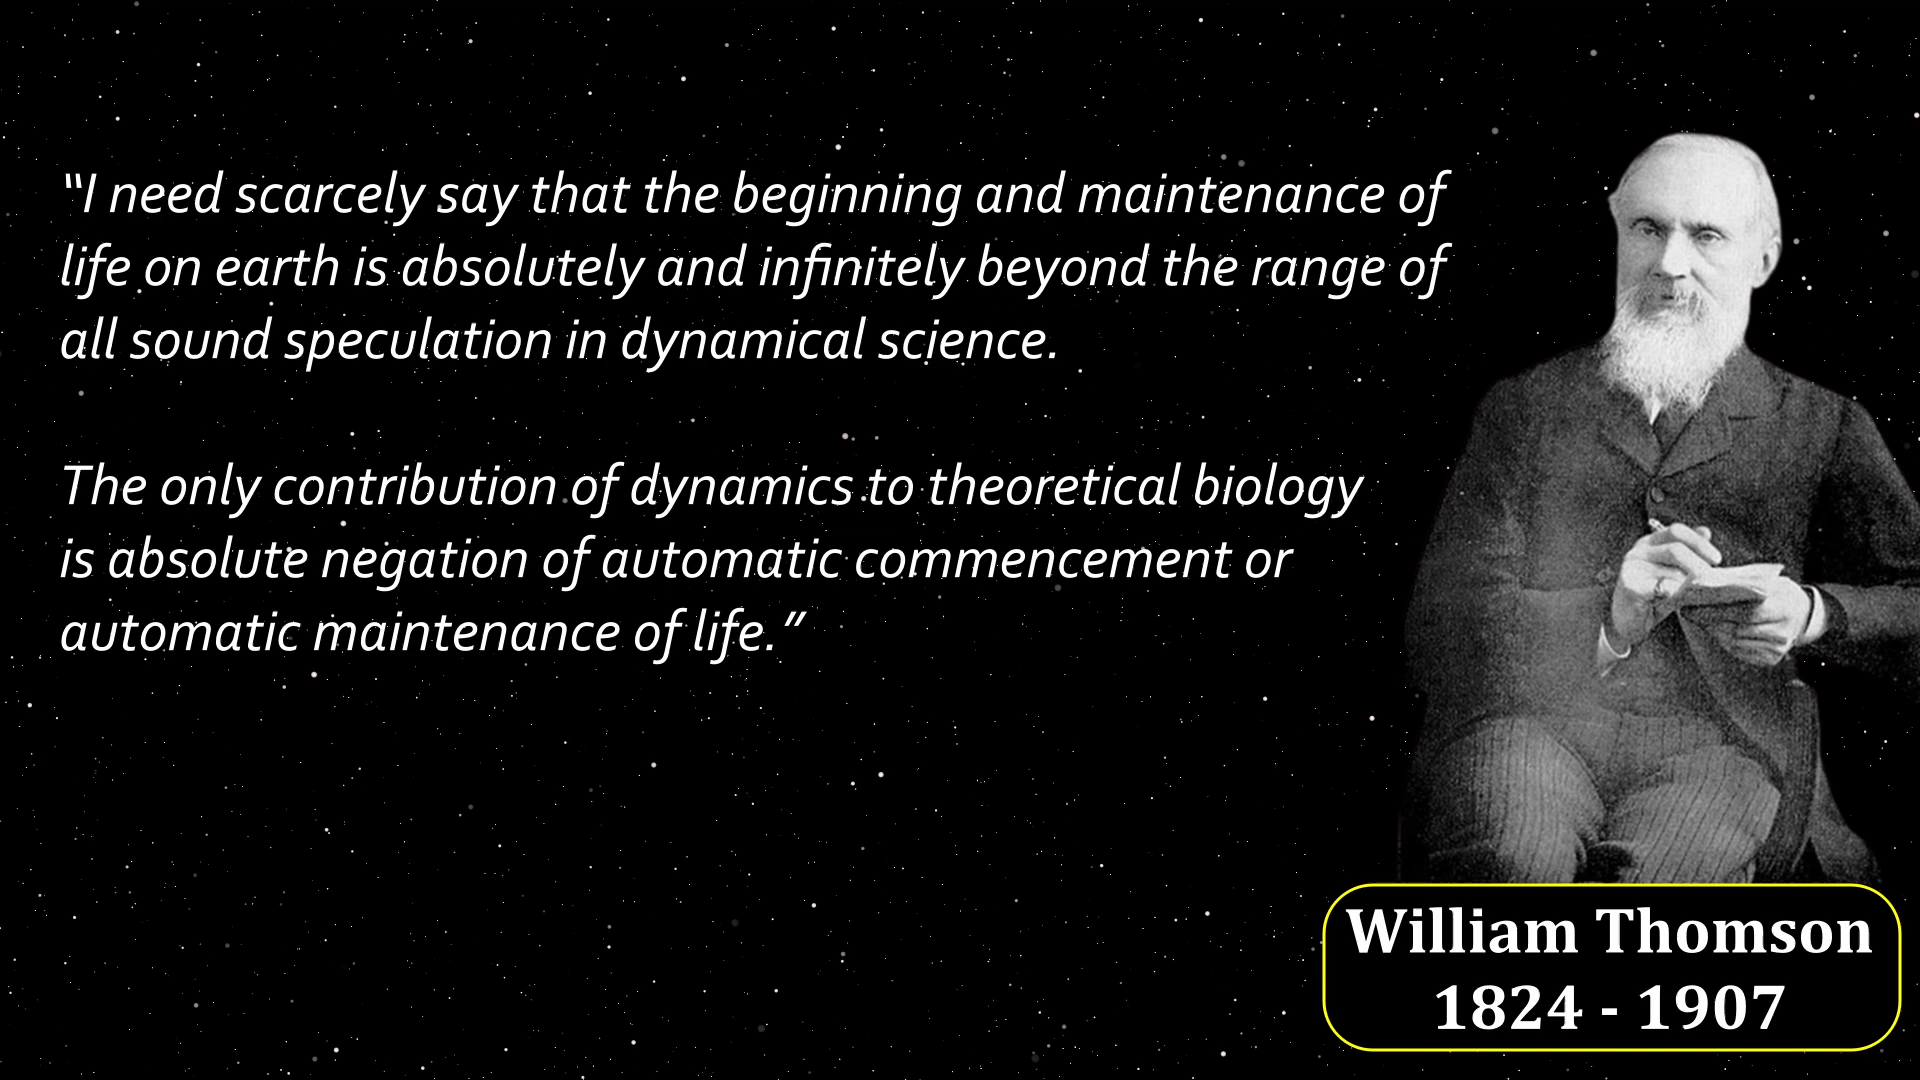 “I need scarcely say that the beginning and maintenance of
life on earth is absolutely and infinitely beyond the range of
all sound speculation in dynamical science.
The only contribution of dynamics to theoretical biology
is absolute negation of automatic commencement or
automatic maintenance of life.”
William Thomson
1824 - 1907